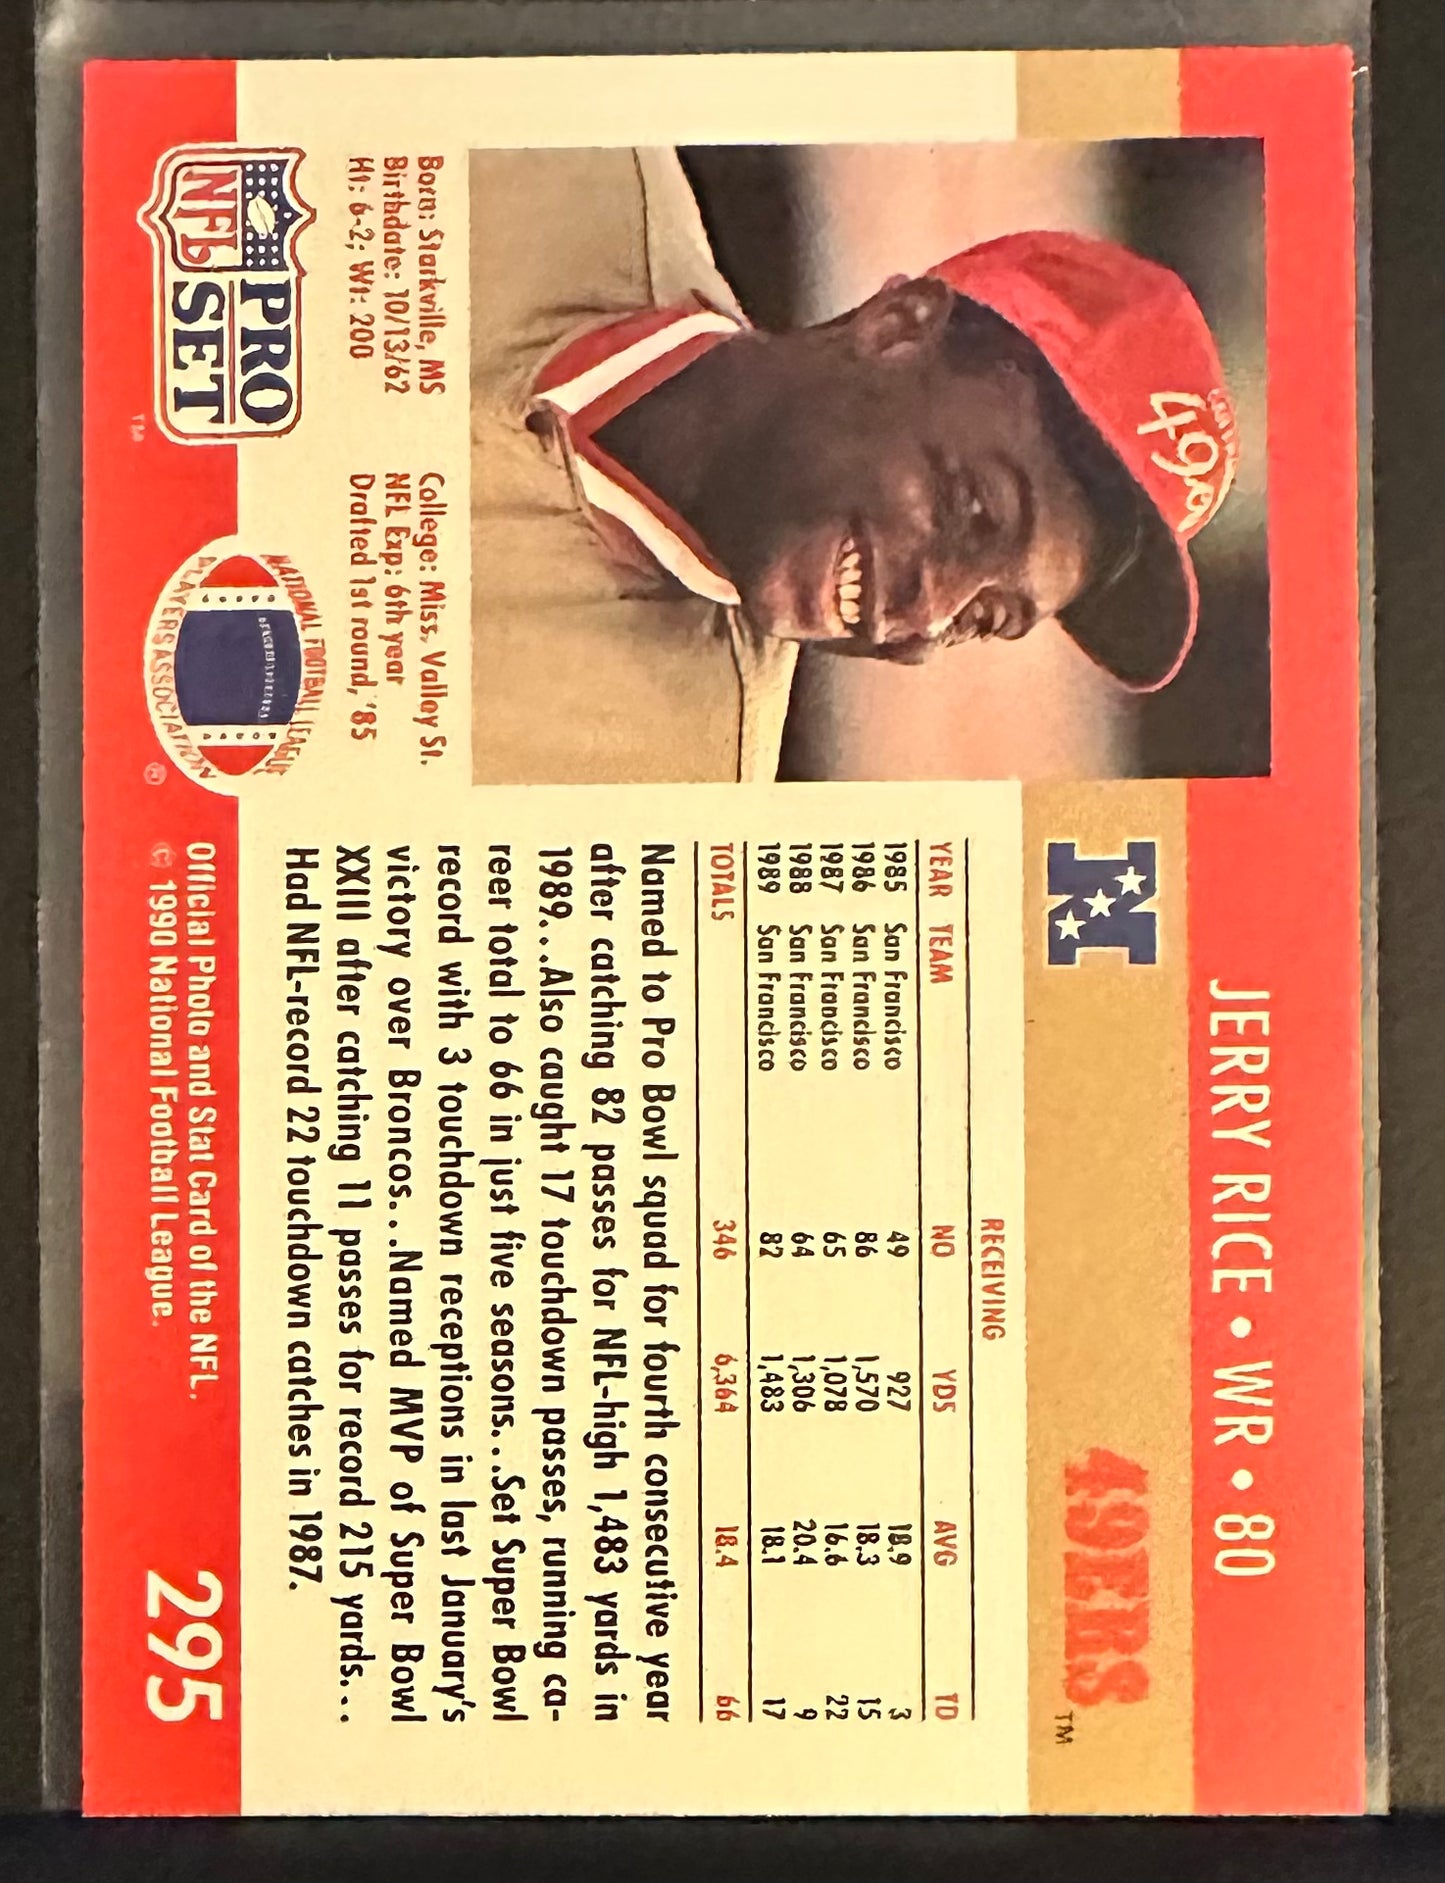 JERRY RICE • WR • 80
49ERS™
RECEIVING
YEAR TEAM NO YDS AVG TD
1985 San Francisco 49 927 18.9 3
1986 San Francisco 86 1,570 18.3 15
1987 San Francisco 65 1,078 16.6 22
1988 San Francisco 64 1,306 20.4 9
1989 San Francisco 82 1,483 18.1 17
TOTALS 346 6,364 18.4 66
Named to Pro Bowl squad for fourth consecutive year
after catching 82 passes for NFL-high 1,483 yards in
1989...Also caught 17 touchdown passes, running ca-
reer total to 66 in just five seasons...Set Super Bowl
record with 3 touchdown receptions in last January's
victory over Broncos...Named MVP of Super Bowl
XXIII after catching 11 passes for record 215 yards...
Had NFL-record 22 touchdown catches in 1987.
49ers
Born: Starkville, MS
Birthdate: 10/13/62
Ht: 6-2; Wt: 200
College: Miss. Valley St.
NFL Exp: 6th year
Drafted 1st round, '85
NFL
PRO
SET
™
NATIONAL FOOTBALL LEAGUE
PLAYERS ASSOCIATION
®
Official Photo and Stat Card of the NFL.
© 1990 National Football League.
295